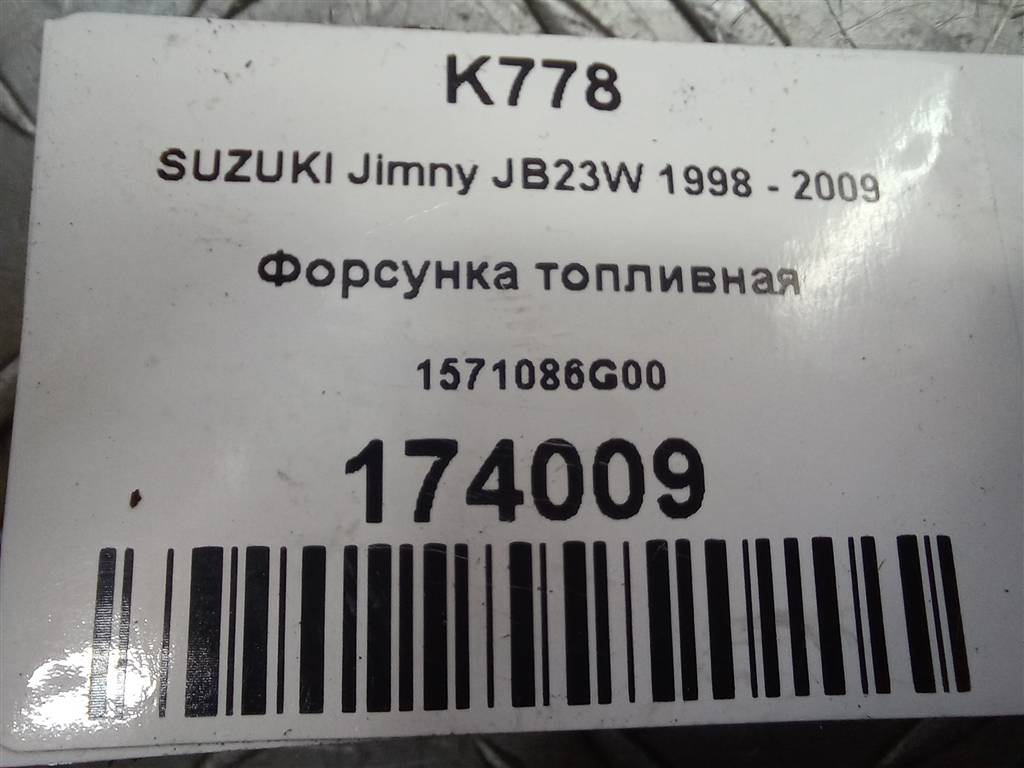 K778
SUZUKI Jimny JB23W 1998 - 2009
Форсунка топливная
1571086G00
174009